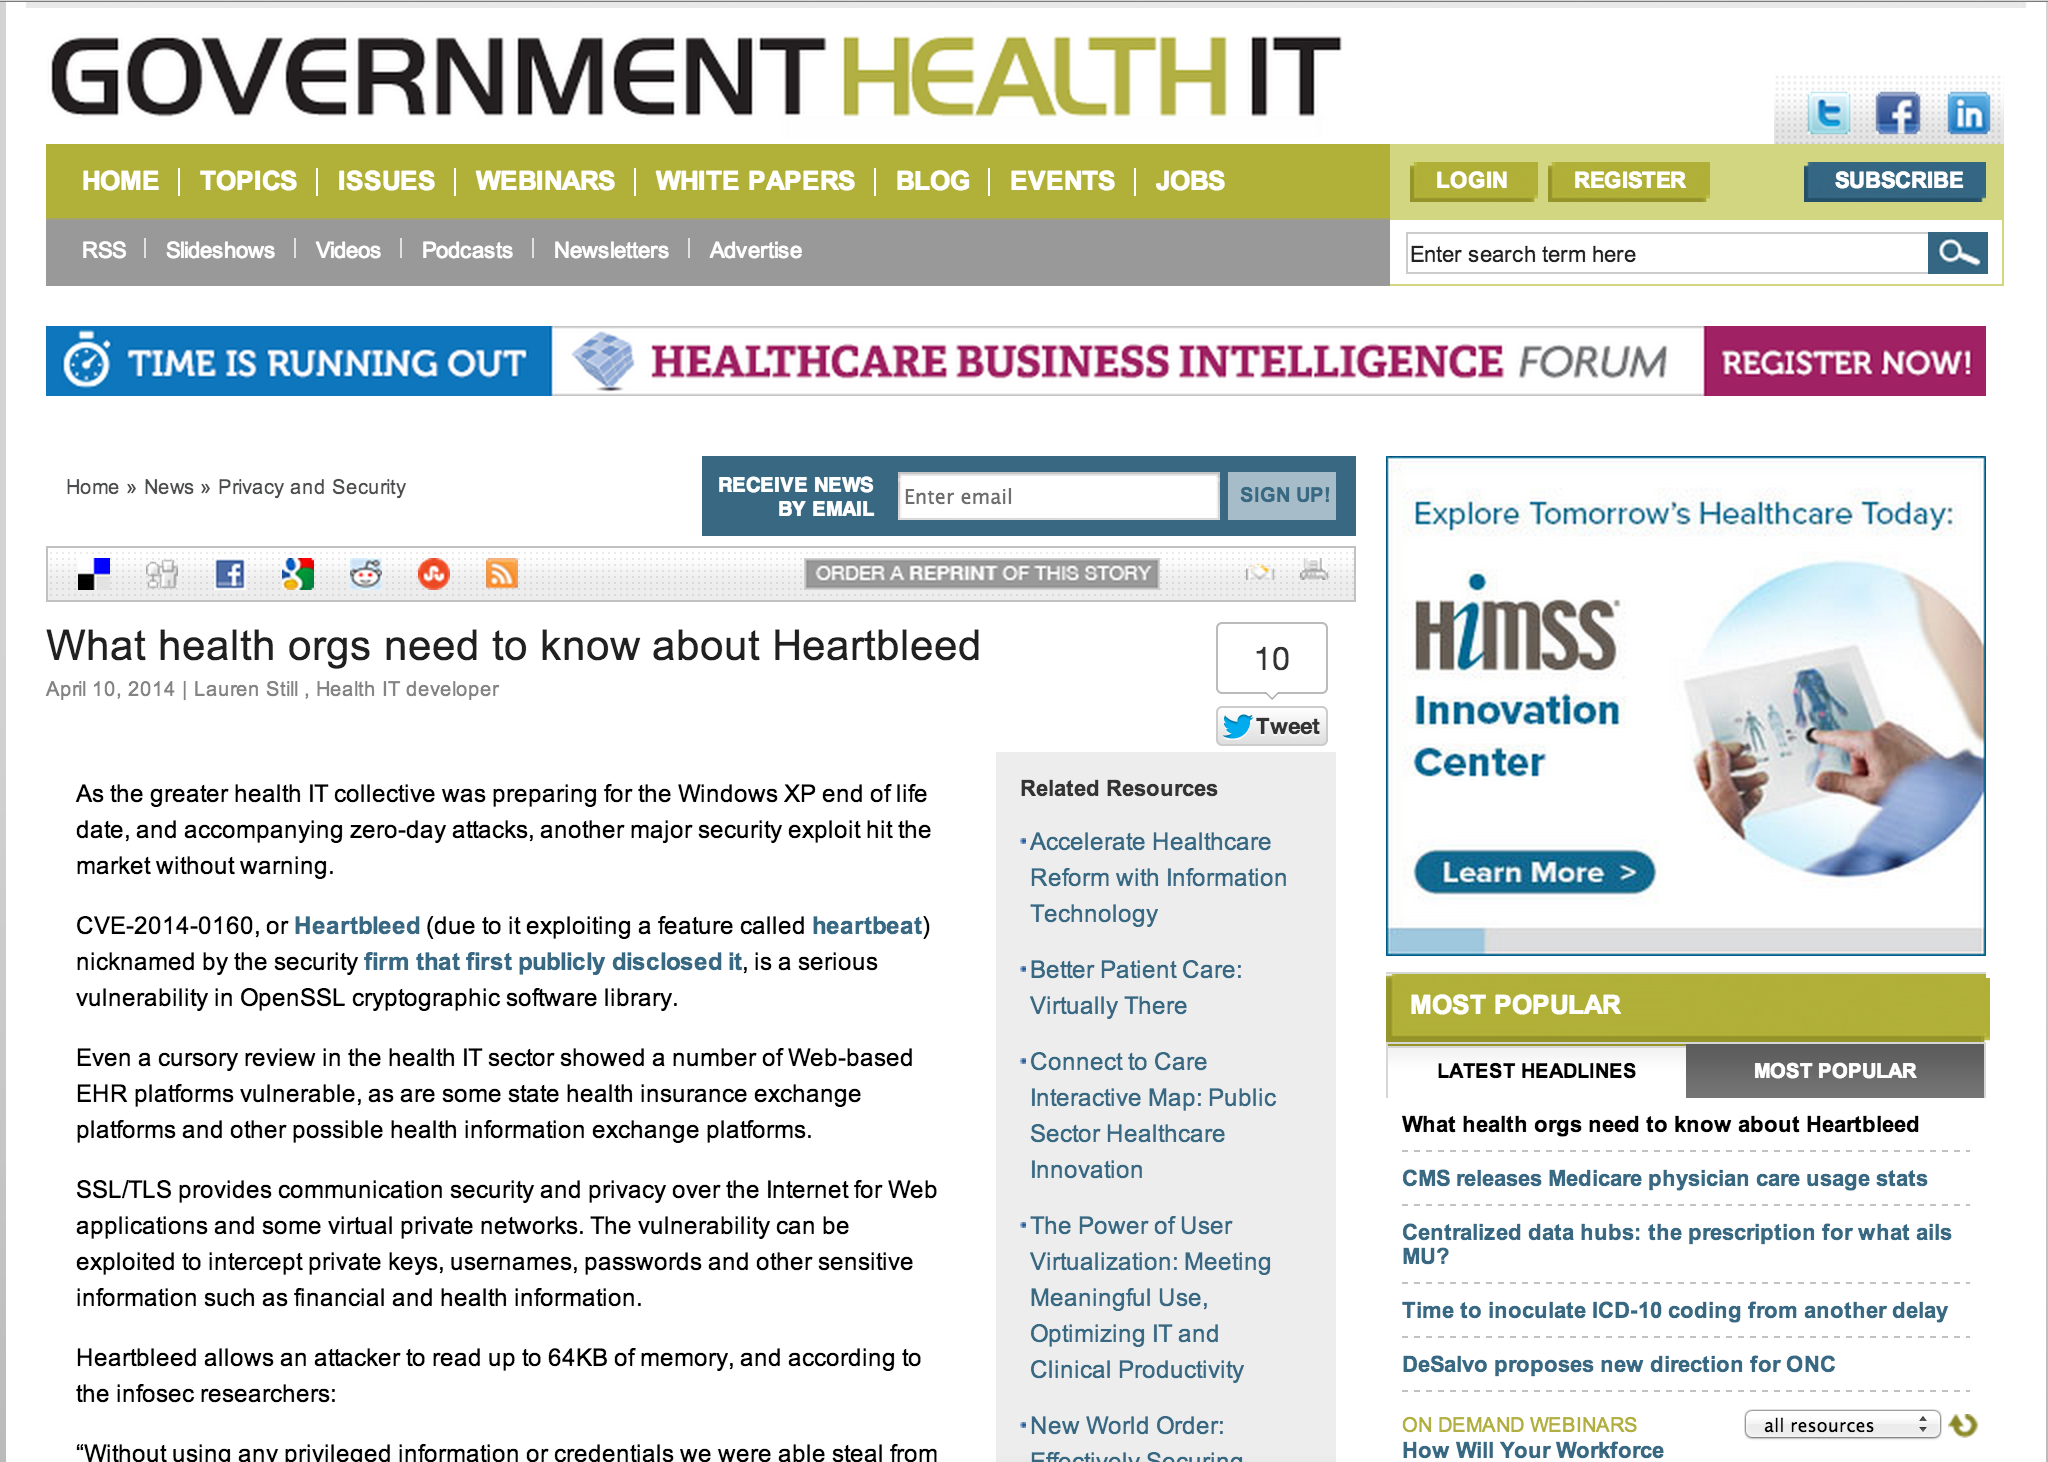 GOVERNMENT HEALTH IT
HOME | TOPICS | ISSUES | WEBINARS | WHITE PAPERS | BLOG | EVENTS | JOBS
LOGIN
REGISTER
SUBSCRIBE
RSS | Slideshows | Videos | Podcasts | Newsletters | Advertise
Enter search term here
TIME IS RUNNING OUT
HEALTHCARE BUSINESS INTELLIGENCE FORUM
REGISTER NOW!
Home » News » Privacy and Security
RECEIVE NEWS
BY EMAIL
Enter email
SIGN UP!
ORDER A REPRINT OF THIS STORY
What health orgs need to know about Heartbleed
April 10, 2014 | Lauren Still , Health IT developer
10
Tweet
As the greater health IT collective was preparing for the Windows XP end of life
date, and accompanying zero-day attacks, another major security exploit hit the
market without warning.
CVE-2014-0160, or Heartbleed (due to it exploiting a feature called heartbeat)
nicknamed by the security firm that first publicly disclosed it, is a serious
vulnerability in OpenSSL cryptographic software library.
Even a cursory review in the health IT sector showed a number of Web-based
EHR platforms vulnerable, as are some state health insurance exchange
platforms and other possible health information exchange platforms.
SSL/TLS provides communication security and privacy over the Internet for Web
applications and some virtual private networks. The vulnerability can be
exploited to intercept private keys, usernames, passwords and other sensitive
information such as financial and health information.
Heartbleed allows an attacker to read up to 64KB of memory, and according to
the infosec researchers:
“Without using any privileged information or credentials we were able steal from
Related Resources
Accelerate Healthcare
Reform with Information
Technology
Better Patient Care:
Virtually There
Connect to Care
Interactive Map: Public
Sector Healthcare
Innovation
The Power of User
Virtualization: Meeting
Meaningful Use,
Optimizing IT and
Clinical Productivity
New World Order:
Effectively Securing
Explore Tomorrow's Healthcare Today:
HIMSS
Innovation
Center
Learn More >
MOST POPULAR
LATEST HEADLINES
MOST POPULAR
What health orgs need to know about Heartbleed
CMS releases Medicare physician care usage stats
Centralized data hubs: the prescription for what ails
MU?
Time to inoculate ICD-10 coding from another delay
DeSalvo proposes new direction for ONC
ON DEMAND WEBINARS
all resources
How Will Your Workforce